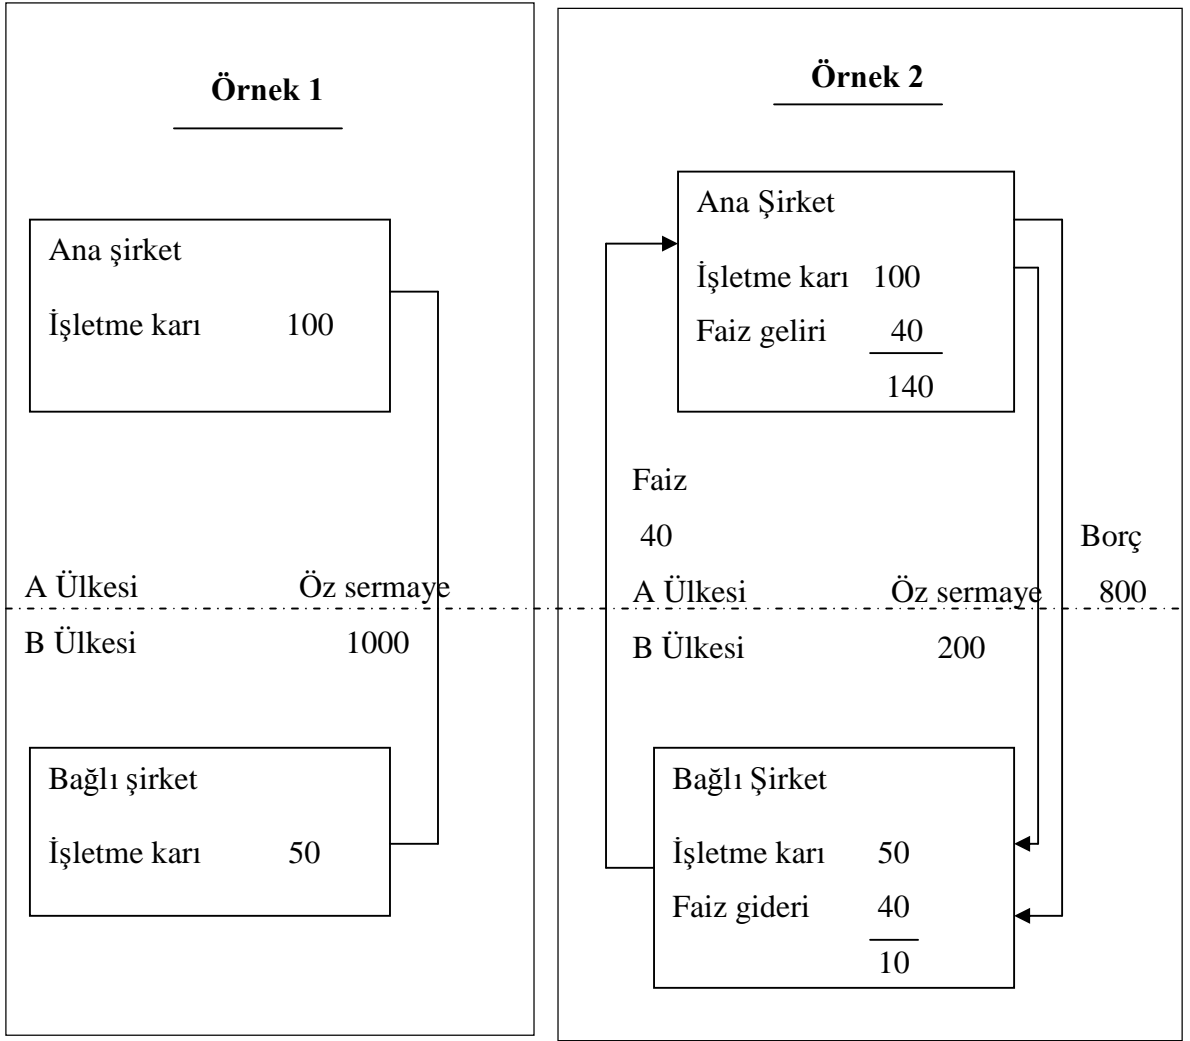 Örnek 1
Ana şirket
İşletme karı 100
A Ülkesi Öz sermaye
B Ülkesi 1000
Bağlı şirket
İşletme karı 50
Örnek 2
Ana Şirket
İşletme karı 100
Faiz geliri 40
140
Faiz
40 Borç
A Ülkesi Öz sermaye 800
B Ülkesi 200
Bağlı Şirket
İşletme karı 50
Faiz gideri 40
10